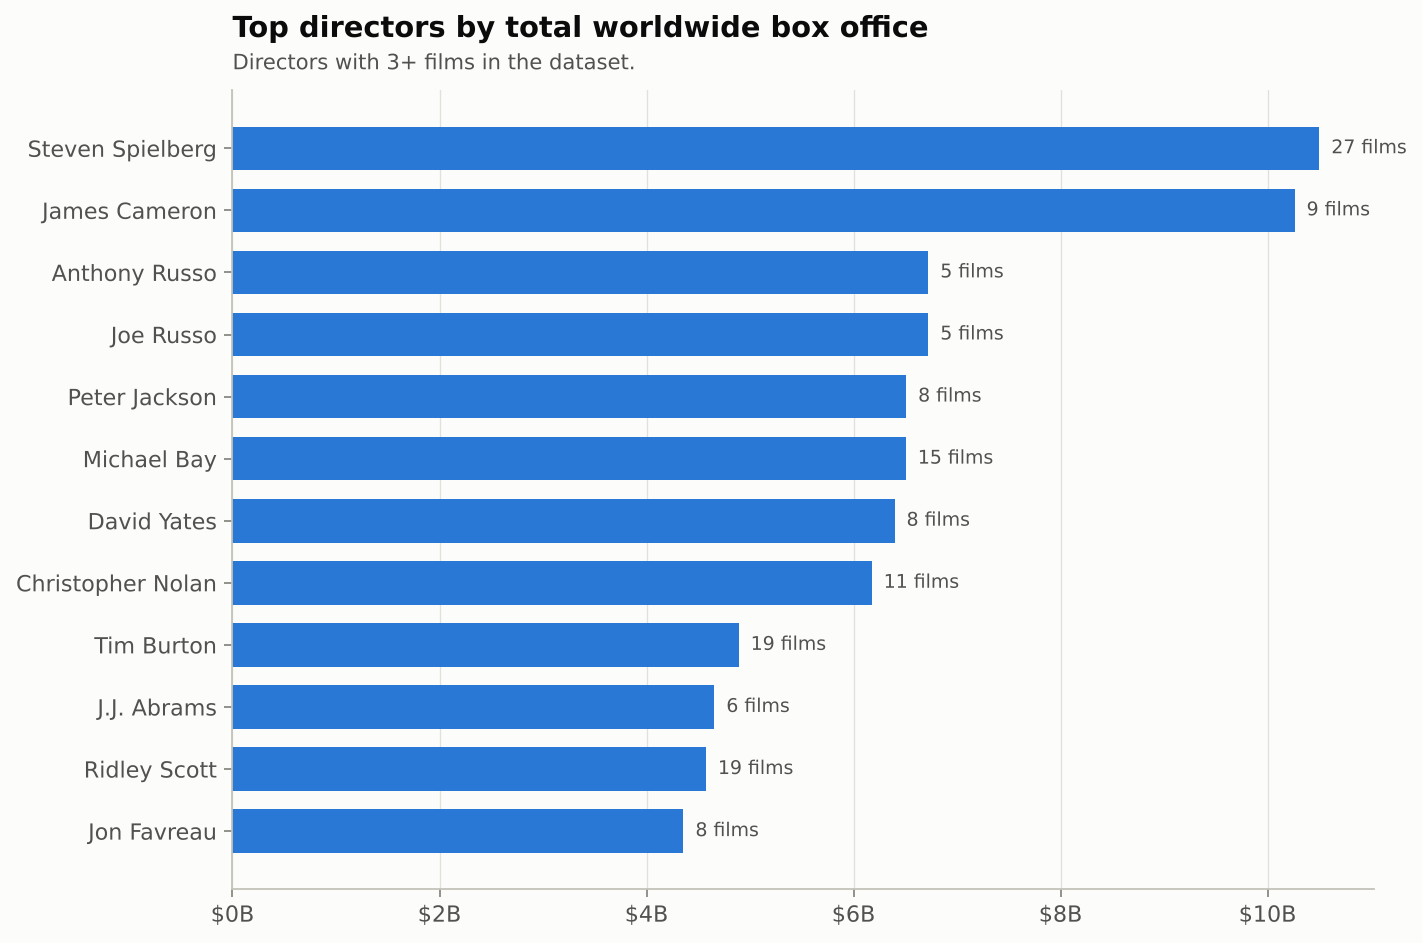 Top directors by total worldwide box office
Directors with 3+ films in the dataset.
Steven Spielberg 27 films
James Cameron 9 films
Anthony Russo 5 films
Joe Russo 5 films
Peter Jackson 8 films
Michael Bay 15 films
David Yates 8 films
Christopher Nolan 11 films
Tim Burton 19 films
J.J. Abrams 6 films
Ridley Scott 19 films
Jon Favreau 8 films
$0B $2B $4B $6B $8B $10B